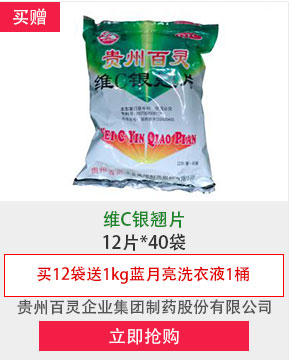 买赠
贵州百灵
维C银翘片
WEI C YIN QIAO PIAN
维C银翘片
12片*40袋
买12袋送1kg蓝月亮洗衣液1桶
贵州百灵企业集团制药股份有限公司
立即抢购